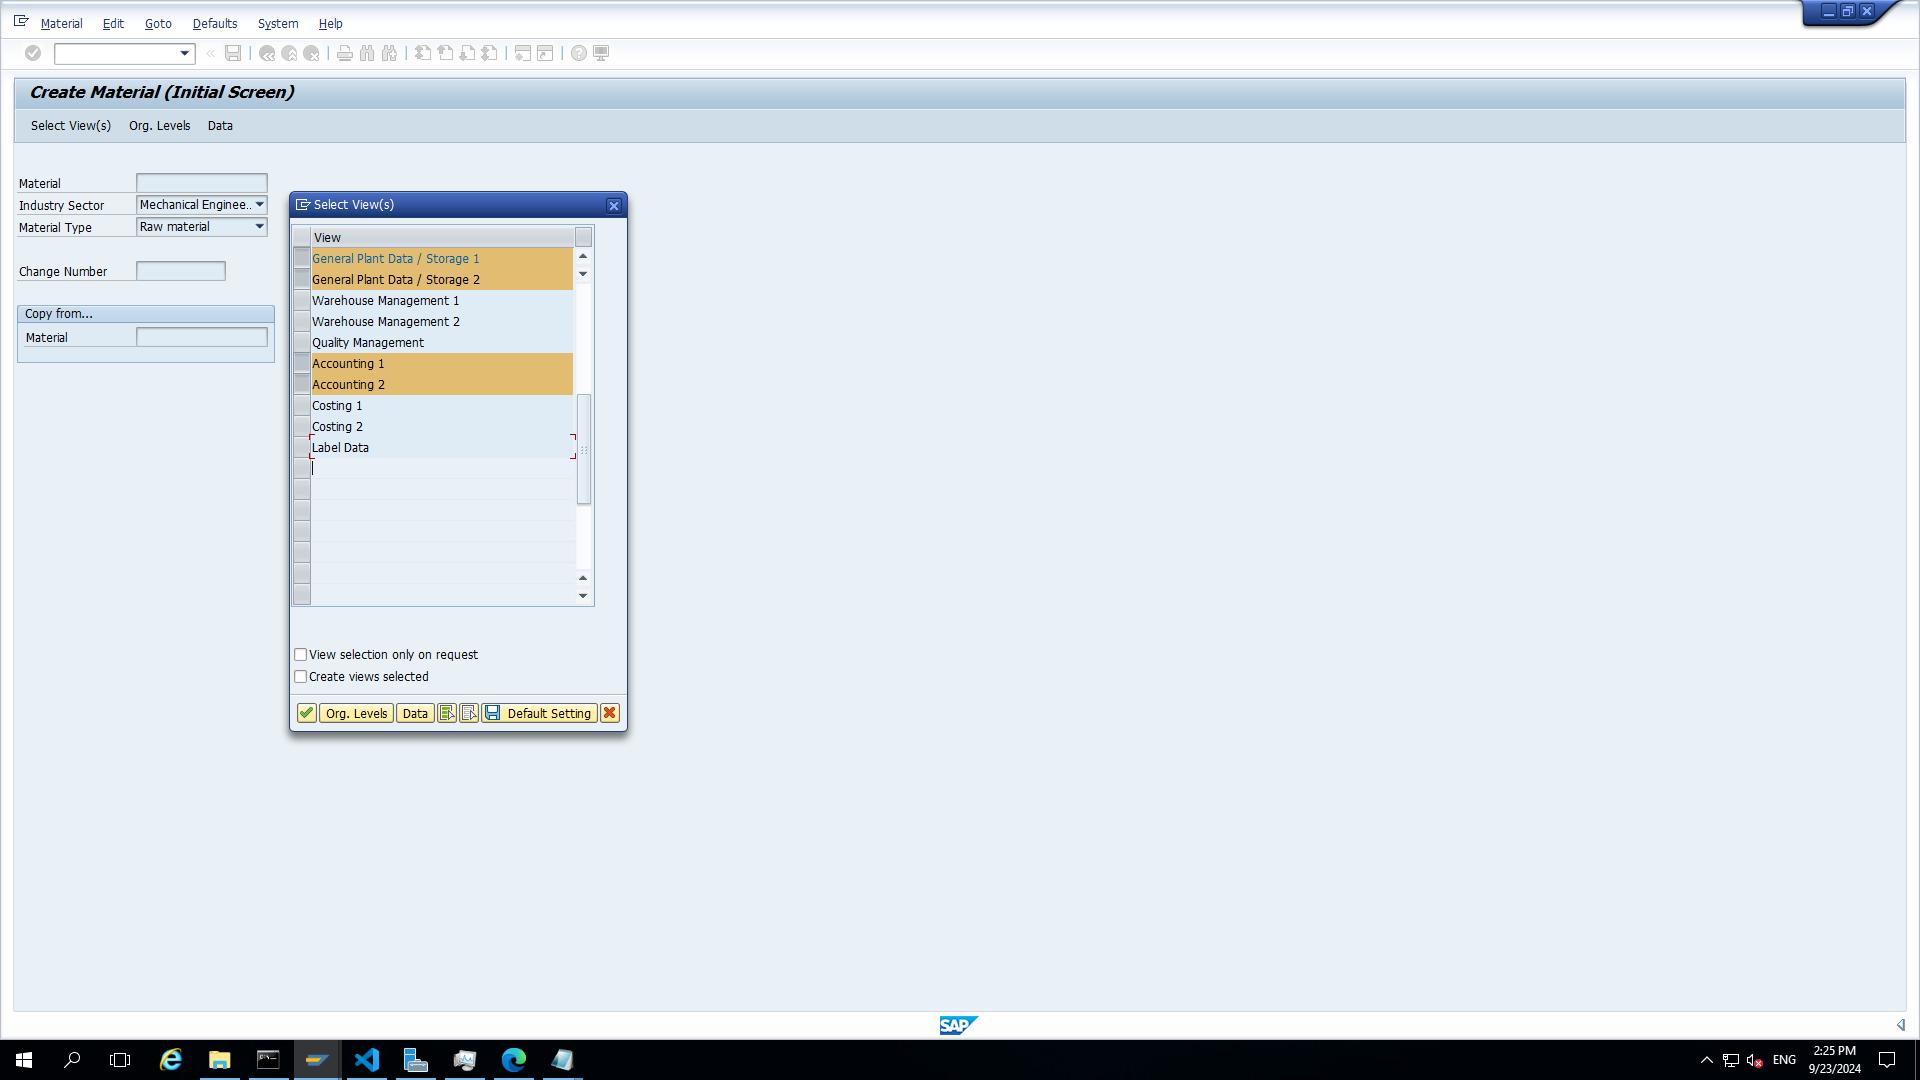 Material Edit Goto Defaults System Help
Create Material (Initial Screen)
Select View(s) Org. Levels Data
Material
Industry Sector Mechanical Enginee..
Material Type Raw material
Change Number
Copy from...
Material
Select View(s)
View
General Plant Data / Storage 1
General Plant Data / Storage 2
Warehouse Management 1
Warehouse Management 2
Quality Management
Accounting 1
Accounting 2
Costing 1
Costing 2
Label Data
View selection only on request
Create views selected
Org. Levels Data Default Setting
SAP
ENG
2:25 PM
9/23/2024